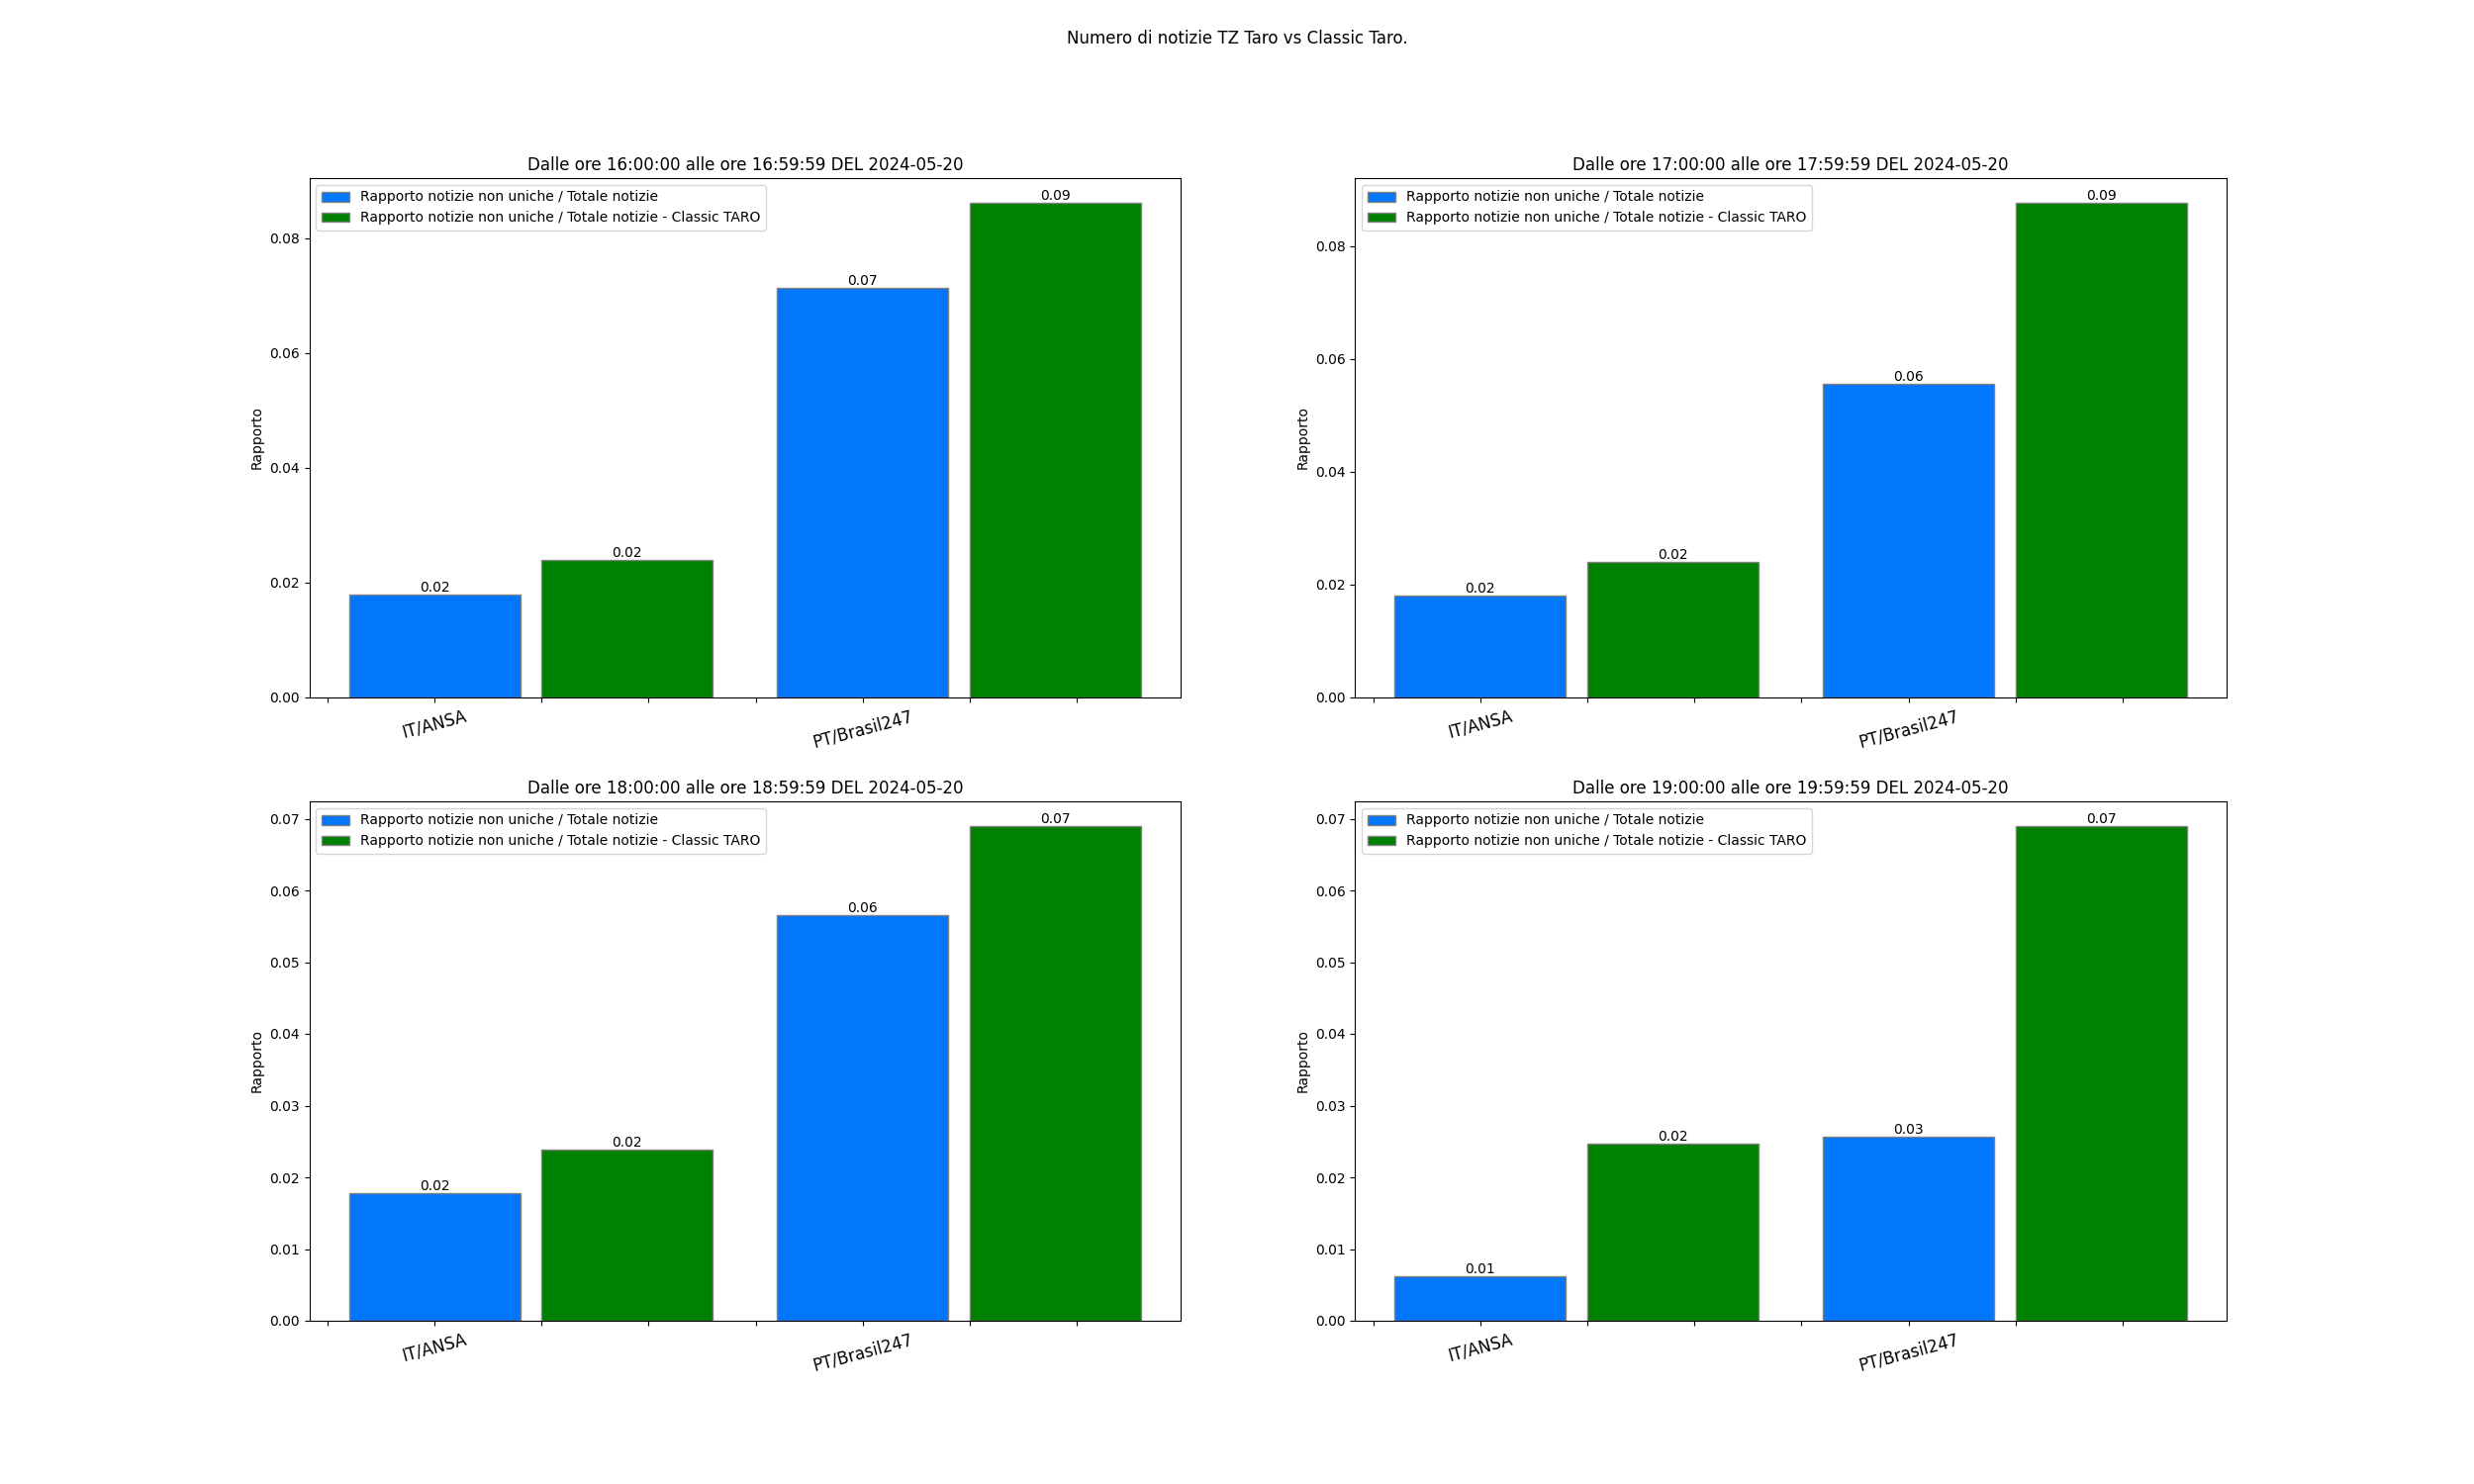 Numero di notizie TZ Taro vs Classic Taro.
Dalle ore 16:00:00 alle ore 16:59:59 DEL 2024-05-20
Rapporto notizie non uniche / Totale notizie
Rapporto notizie non uniche / Totale notizie - Classic TARO
0.09
0.08
0.07
0.06
Rapporto
0.04
0.02
0.02
0.02
0.00
IT/ANSA
PT/Brasil247
Dalle ore 17:00:00 alle ore 17:59:59 DEL 2024-05-20
Rapporto notizie non uniche / Totale notizie
Rapporto notizie non uniche / Totale notizie - Classic TARO
0.09
0.08
0.06
0.06
Rapporto
0.04
0.02
0.02
0.02
0.00
IT/ANSA
PT/Brasil247
Dalle ore 18:00:00 alle ore 18:59:59 DEL 2024-05-20
Rapporto notizie non uniche / Totale notizie
Rapporto notizie non uniche / Totale notizie - Classic TARO
0.07
0.07
0.06
0.06
0.05
0.04
Rapporto
0.03
0.02
0.02
0.02
0.01
0.00
IT/ANSA
PT/Brasil247
Dalle ore 19:00:00 alle ore 19:59:59 DEL 2024-05-20
Rapporto notizie non uniche / Totale notizie
Rapporto notizie non uniche / Totale notizie - Classic TARO
0.07
0.07
0.06
0.05
0.04
Rapporto
0.03
0.03
0.02
0.02
0.01
0.01
0.00
IT/ANSA
PT/Brasil247